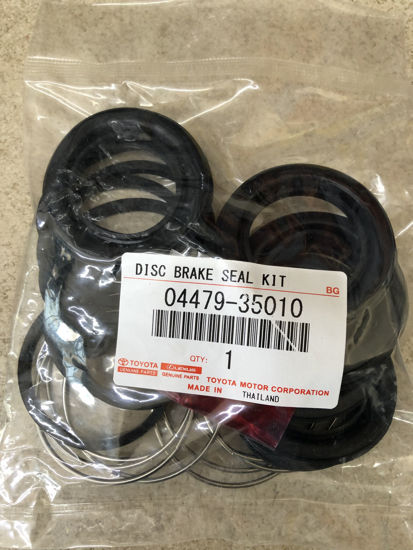 DISC BRAKE SEAL KIT
BG
04479-35010
QTY:
1
TOYOTA LEXUS
GENUINE PARTS GENUINE PARTS TOYOTA MOTOR CORPORATION
MADE IN THAILAND